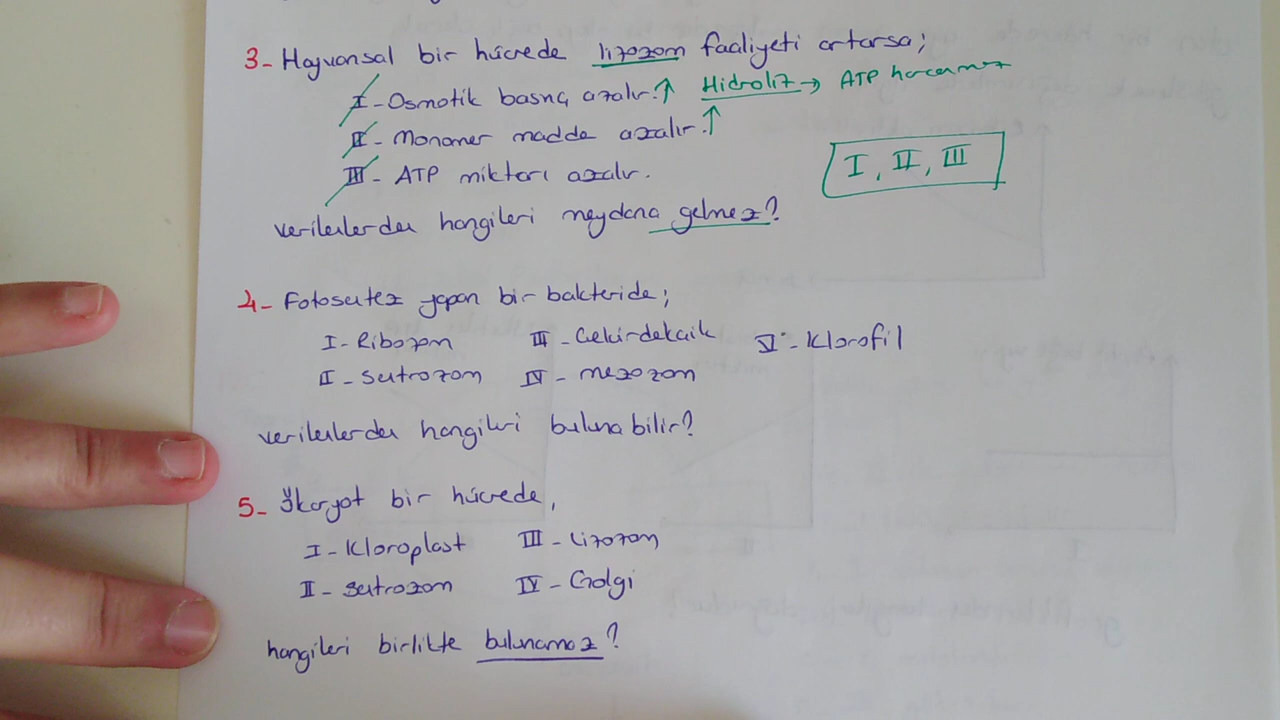 3- Hayvansal bir hücrede lizozom faaliyeti artarsa;
I- Osmotik basınç azalır. ↑ Hidroliz → ATP harcanmaz
II- Monomer madde azalır. ↑
III- ATP miktarı azalır.
I, II, III
verilenlerden hangileri meydana gelmez?
4- Fotosentez yapan bir bakteride;
I- Ribozom III- Çekirdekçik V- Klorofil
II- Sentrozom IV- mezozom
verilenlerden hangileri bulunabilir?
5- Ökaryot bir hücrede,
I- Kloroplast III- Lizozom
II- Sentrozom IV- Golgi
hangileri birlikte bulunamaz?